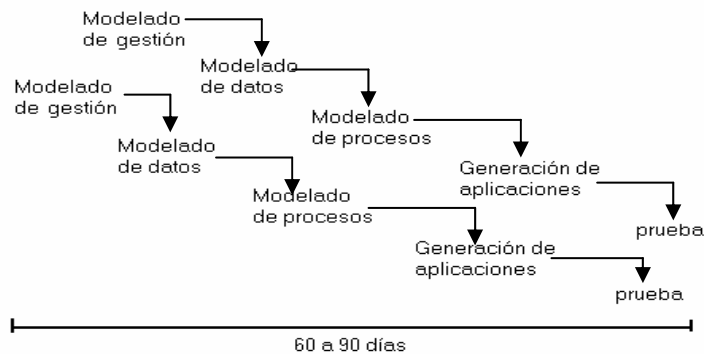 Modelado
de gestión
Modelado
de datos
Modelado
de procesos
Generación de
aplicaciones
prueba
Modelado
de gestión
Modelado
de datos
Modelado
de procesos
Generación de
aplicaciones
prueba
60 a 90 días